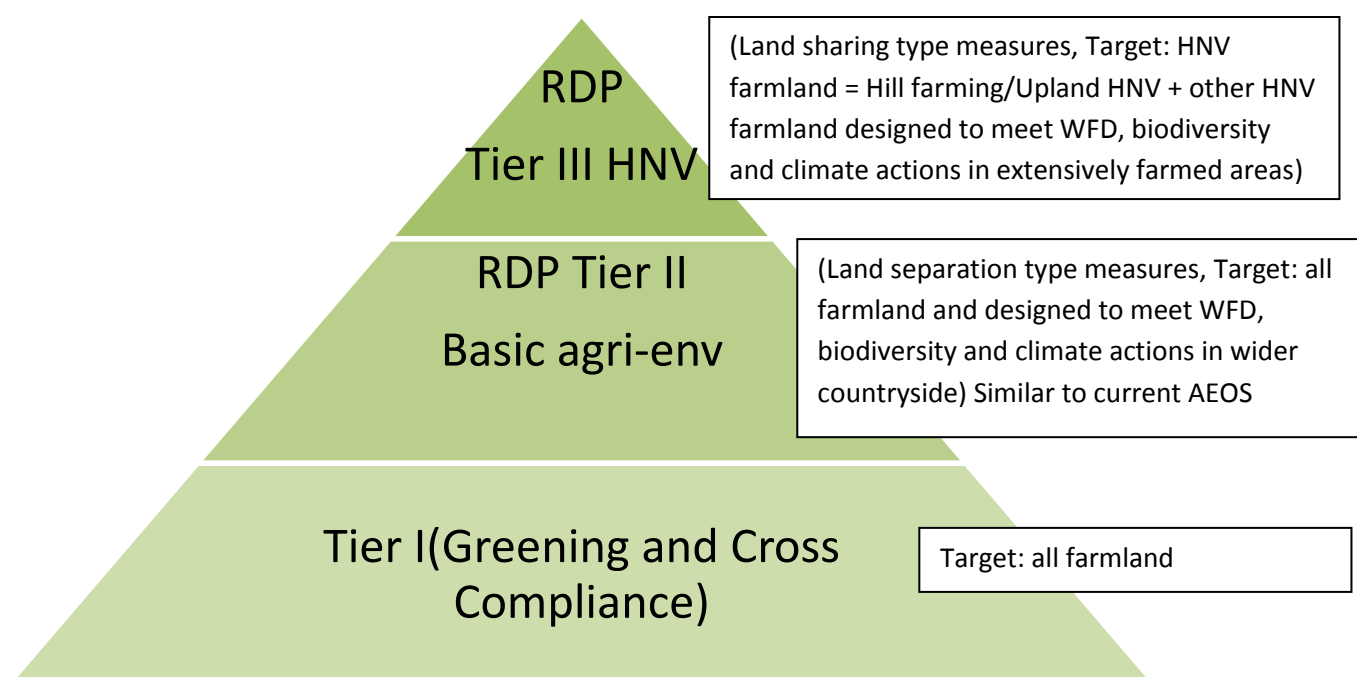 RDP
Tier III HNV
(Land sharing type measures, Target: HNV
farmland = Hill farming/Upland HNV + other HNV
farmland designed to meet WFD, biodiversity
and climate actions in extensively farmed areas)
RDP Tier II
Basic agri-env
(Land separation type measures, Target: all
farmland and designed to meet WFD,
biodiversity and climate actions in wider
countryside) Similar to current AEOS
Tier I(Greening and Cross
Compliance)
Target: all farmland